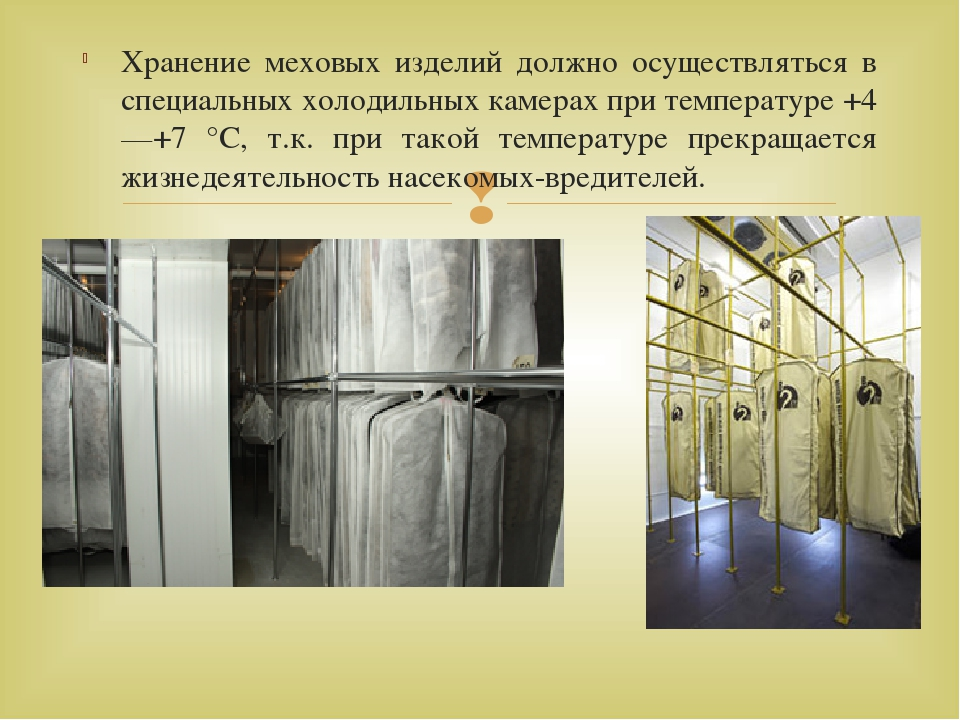 Хранение меховых изделий должно осуществляться в
специальных холодильных камерах при температуре +4
—+7 °С, т.к. при такой температуре прекращается
жизнедеятельность насекомых-вредителей.